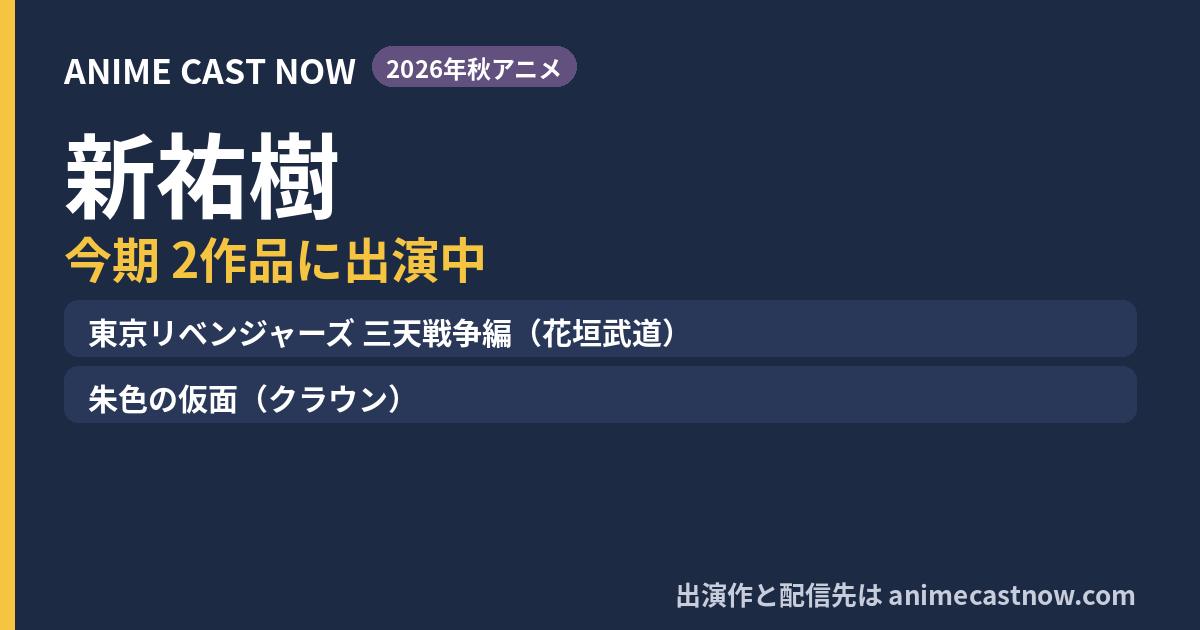 ANIME CAST NOW 2026年秋アニメ
新祐樹
今期 2作品に出演中
東京リベンジャーズ 三天戦争編（花垣武道）
朱色の仮面（クラウン）
出演作と配信先は animecastnow.com